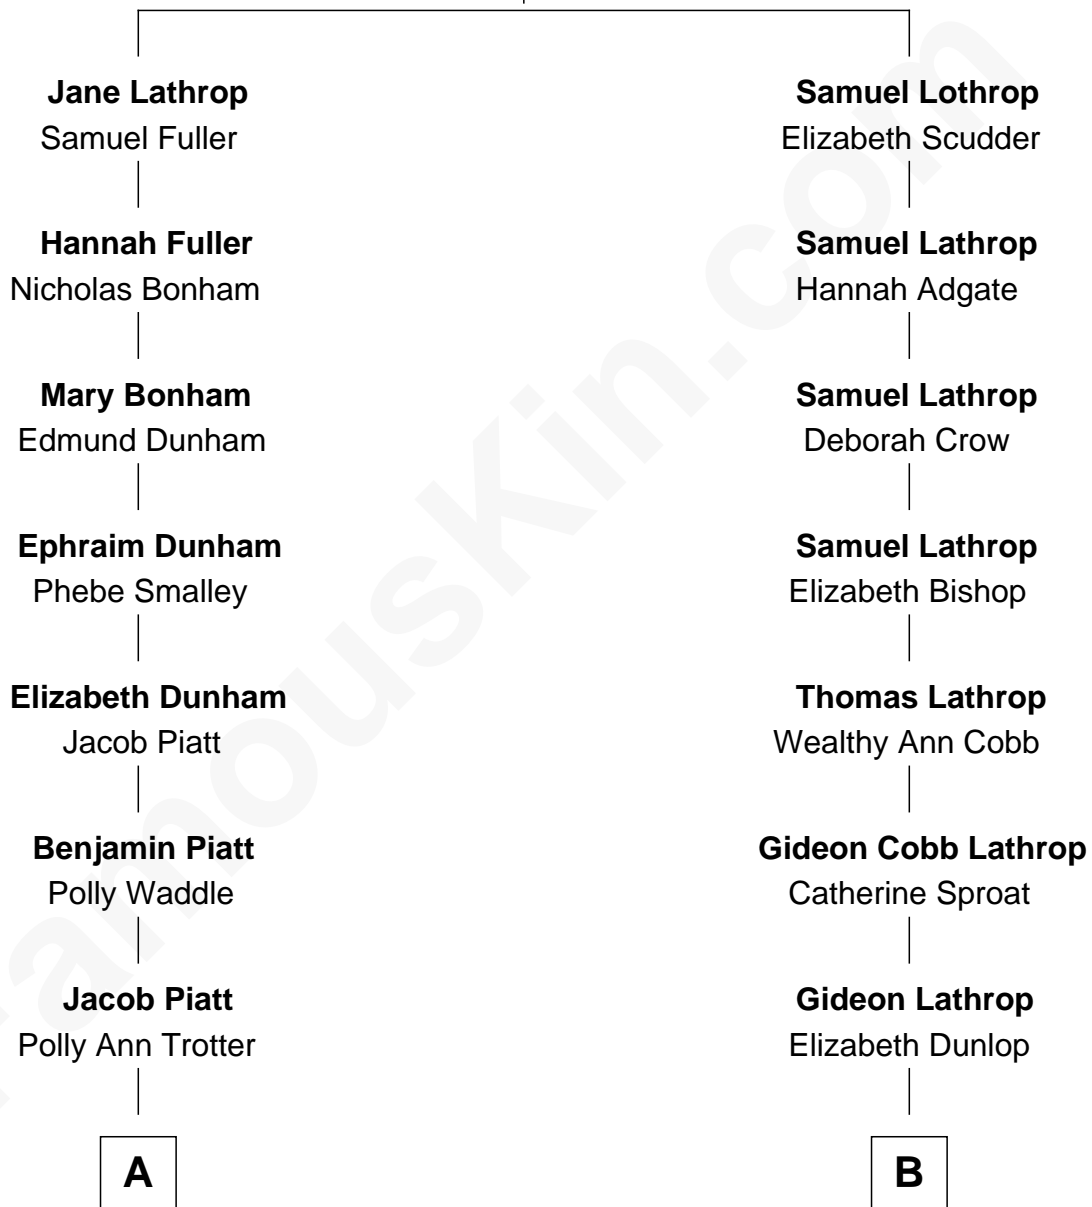 Jane Lathrop
Samuel Fuller
Hannah Fuller
Nicholas Bonham
Mary Bonham
Edmund Dunham
Ephraim Dunham
Phebe Smalley
Elizabeth Dunham
Jacob Piatt
Benjamin Piatt
Polly Waddle
Jacob Piatt
Polly Ann Trotter
A
Samuel Lothrop
Elizabeth Scudder
Samuel Lathrop
Hannah Adgate
Samuel Lathrop
Deborah Crow
Samuel Lathrop
Elizabeth Bishop
Thomas Lathrop
Wealthy Ann Cobb
Gideon Cobb Lathrop
Catherine Sproat
Gideon Lathrop
Elizabeth Dunlop
B
FamousKin.com